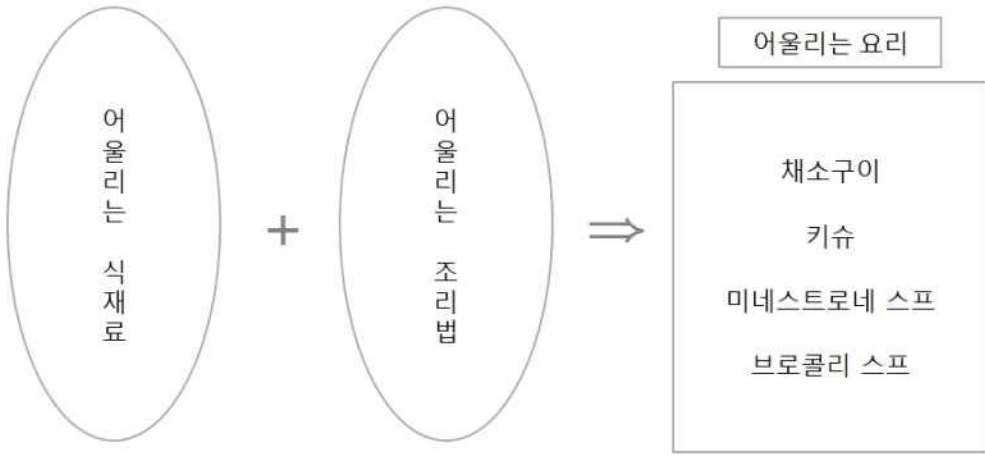 어울리는 식재료
+
어울리는 조리법
⇒
어울리는 요리
채소구이
키슈
미네스트로네 스프
브로콜리 스프